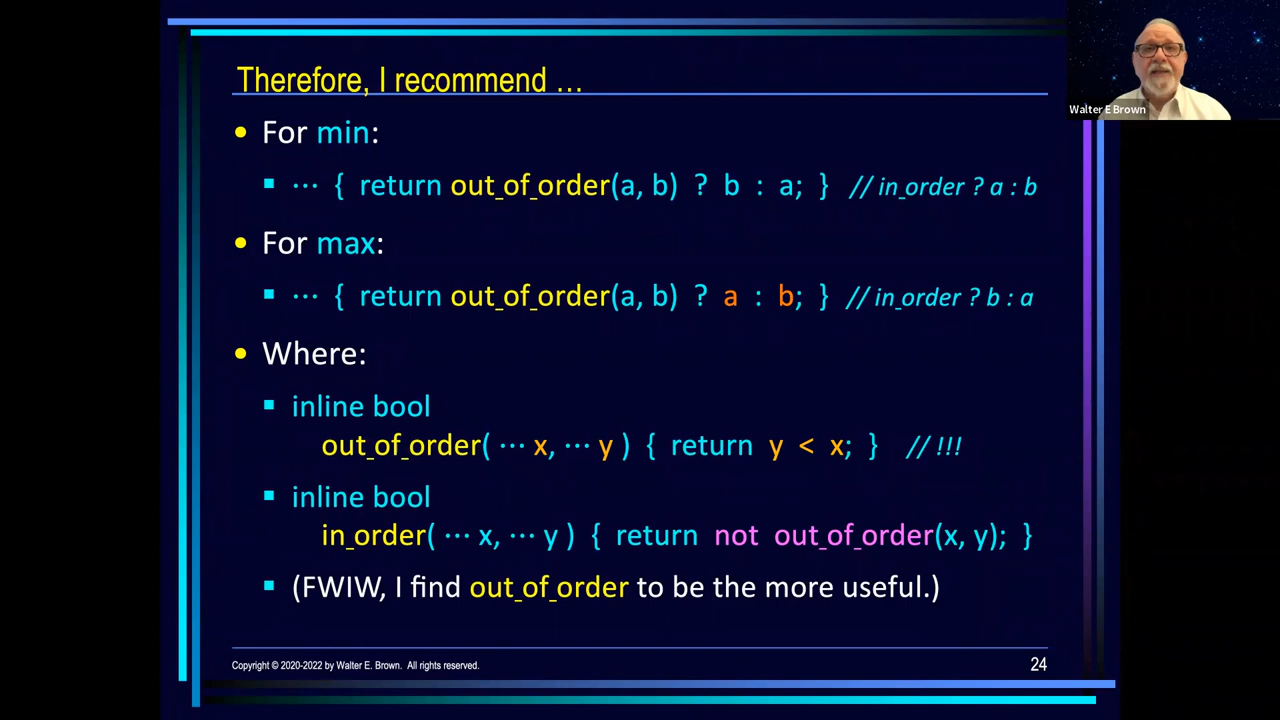 Therefore, I recommend …
Walter E Brown
• For min:
▪ ⋯ { return out_of_order(a, b) ? b : a; } // in_order ? a : b
• For max:
▪ ⋯ { return out_of_order(a, b) ? a : b; } // in_order ? b : a
• Where:
▪ inline bool
out_of_order( ⋯ x, ⋯ y ) { return y < x; } // !!!
▪ inline bool
in_order( ⋯ x, ⋯ y ) { return not out_of_order(x, y); }
▪ (FWIW, I find out_of_order to be the more useful.)
Copyright © 2020-2022 by Walter E. Brown. All rights reserved.
24